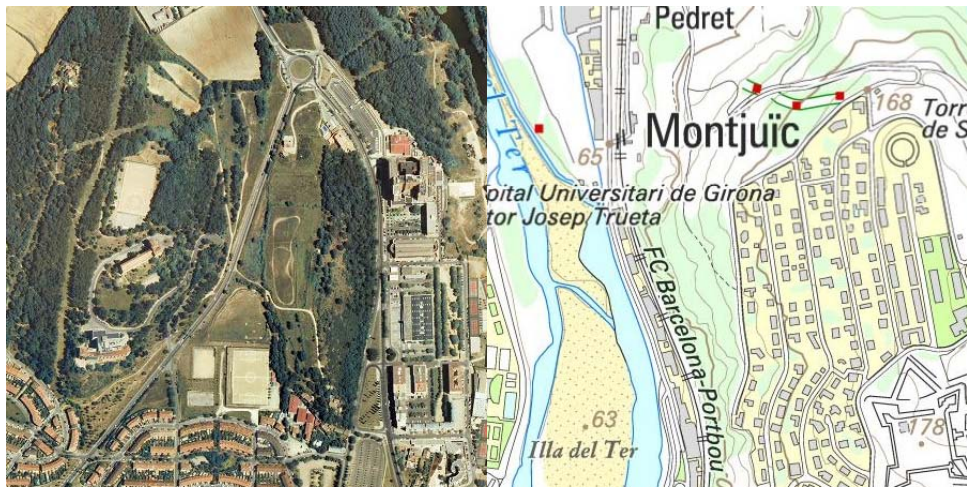 Pedret
168
Montjuïc
65
Torr
de S
l Ter
pital Universitari de Girona
tor Josep Trueta
FC Barcelona-Portbou
63
Illa del Ter
178